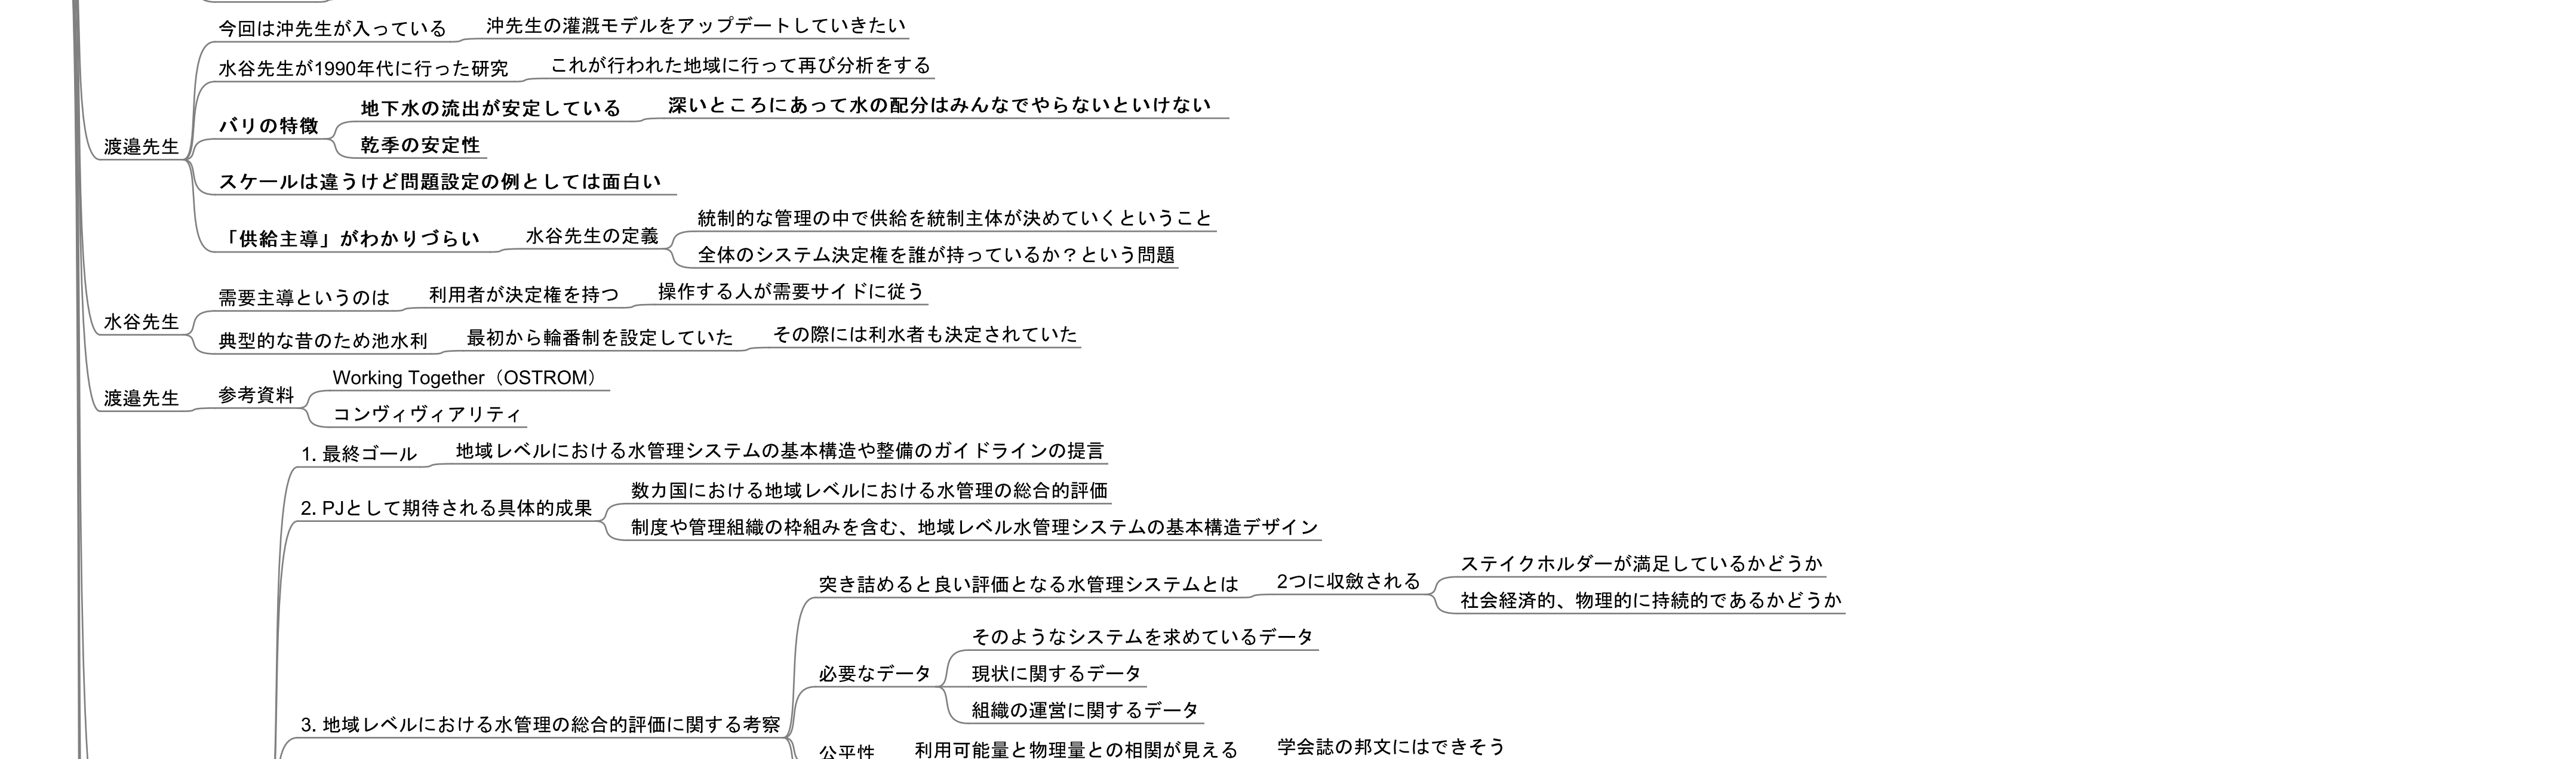 今回は沖先生が入っている
沖先生の灌漑モデルをアップデートしていきたい
水谷先生が1990年代に行った研究
これが行われた地域に行って再び分析をする
渡邉先生
バリの特徴
地下水の流出が安定している
深いところにあって水の配分はみんなでやらないといけない
乾季の安定性
スケールは違うけど問題設定の例としては面白い
「供給主導」がわかりづらい
水谷先生の定義
統制的な管理の中で供給を統制主体が決めていくということ
全体のシステム決定権を誰が持っているか？という問題
水谷先生
需要主導というのは
利用者が決定権を持つ
操作する人が需要サイドに従う
典型的な昔のため池水利
最初から輪番制を設定していた
その際には利水者も決定されていた
渡邉先生
参考資料
Working Together（OSTROM）
コンヴィヴィアリティ
1. 最終ゴール
地域レベルにおける水管理システムの基本構造や整備のガイドラインの提言
2. PJとして期待される具体的成果
数カ国における地域レベルにおける水管理の総合的評価
制度や管理組織の枠組みを含む、地域レベル水管理システムの基本構造デザイン
3. 地域レベルにおける水管理の総合的評価に関する考察
突き詰めると良い評価となる水管理システムとは
2つに収斂される
ステイクホルダーが満足しているかどうか
社会経済的、物理的に持続的であるかどうか
必要なデータ
そのようなシステムを求めているデータ
現状に関するデータ
組織の運営に関するデータ
公平性
利用可能量と物理量との相関が見える
学会誌の邦文にはできそう